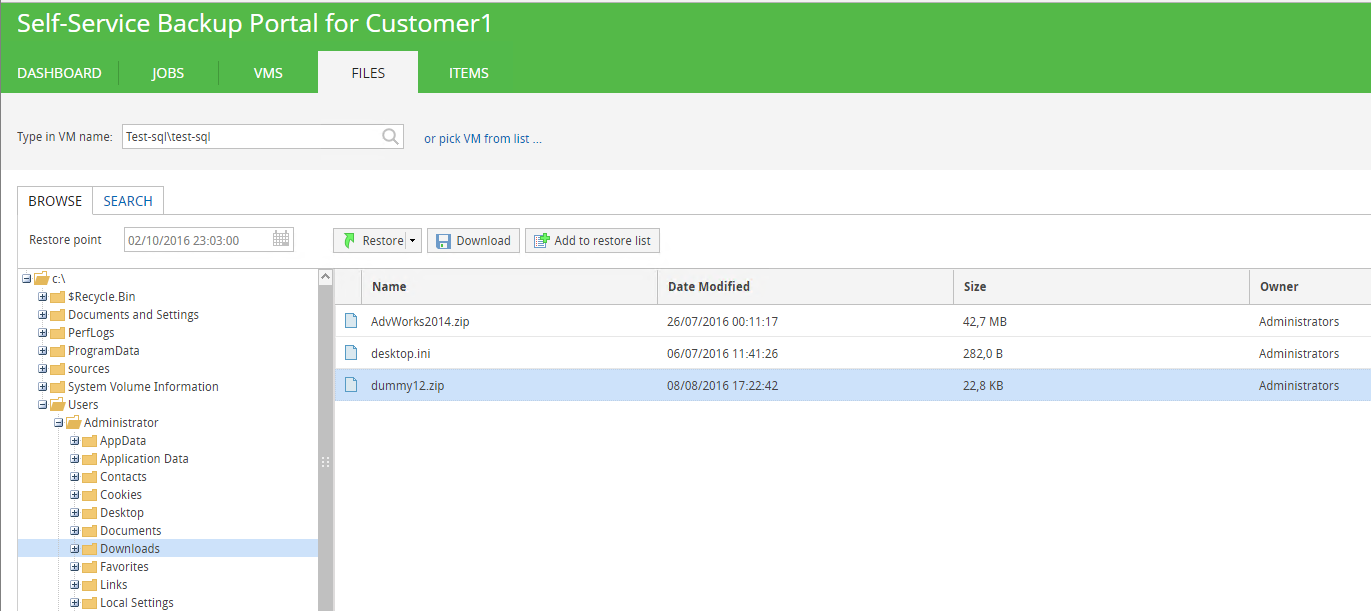 Self-Service Backup Portal for Customer1
DASHBOARD JOBS VMS FILES ITEMS
Type in VM name: Test-sql\test-sql or pick VM from list ...
BROWSE SEARCH
Restore point 02/10/2016 23:03:00 Restore Download Add to restore list
c:\
$Recycle.Bin
Documents and Settings
PerfLogs
ProgramData
sources
System Volume Information
Users
Administrator
AppData
Application Data
Contacts
Cookies
Desktop
Documents
Downloads
Favorites
Links
Local Settings
Name Date Modified Size Owner
AdvWorks2014.zip 26/07/2016 00:11:17 42,7 MB Administrators
desktop.ini 06/07/2016 11:41:26 282,0 B Administrators
dummy12.zip 08/08/2016 17:22:42 22,8 KB Administrators